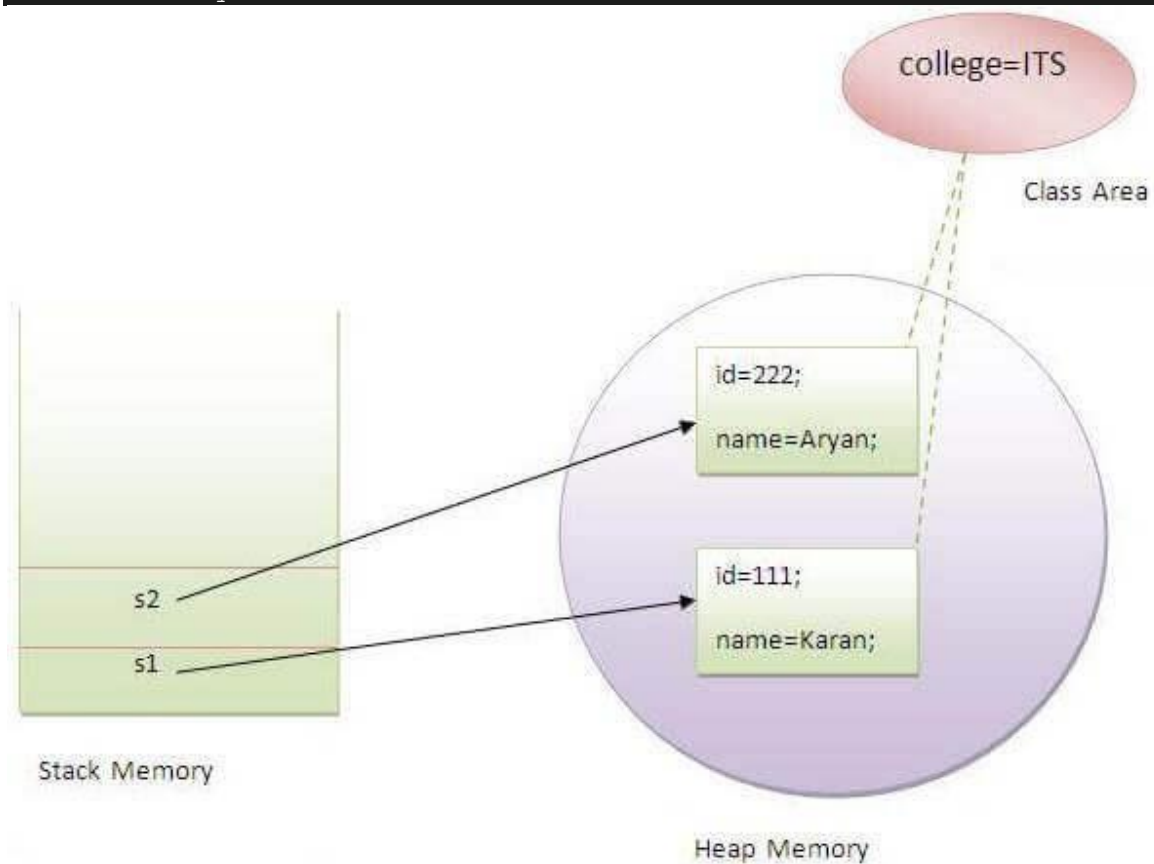 college=ITS
Class Area
id=222;
name=Aryan;
s2
id=111;
name=Karan;
s1
Stack Memory
Heap Memory